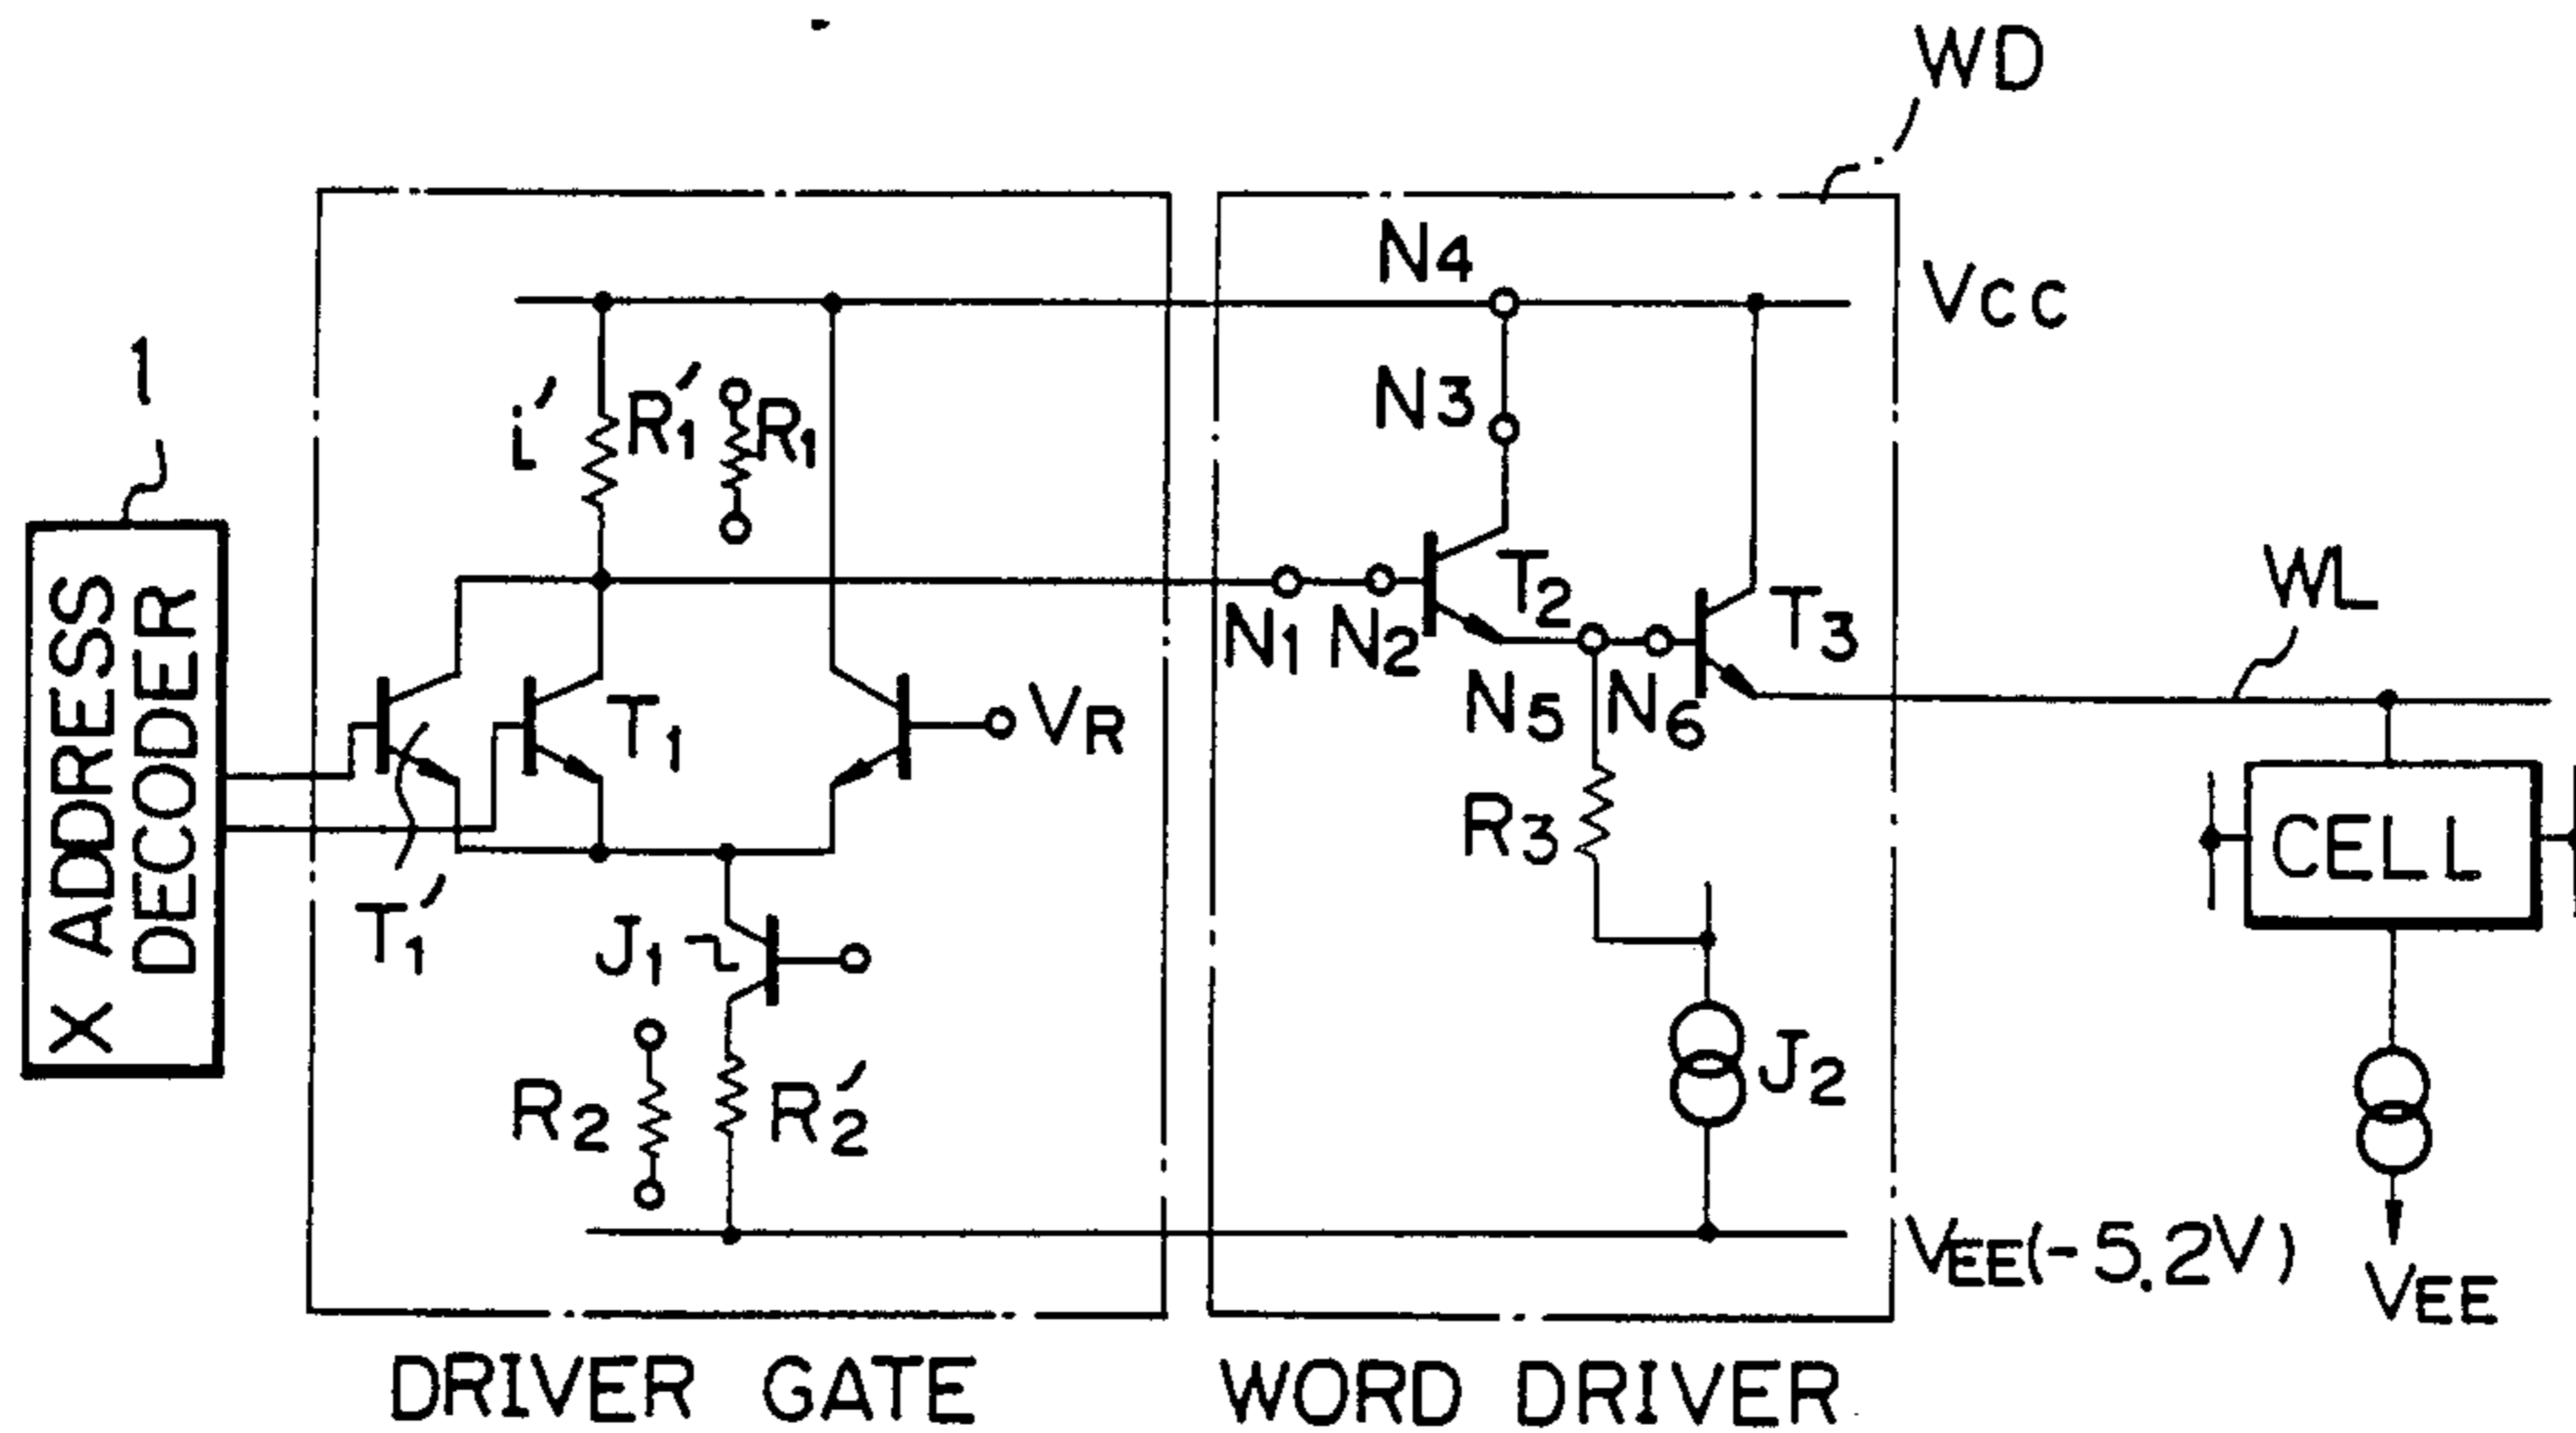 WD
1
N4
VCC
i′
R′1
R1
N3
X ADDRESS
DECODER
T1
VR
N1
N2
T2
T3
N5
N6
WL
T1′
J1
R3
CELL
R2
R2′
J2
VEE(-5.2V)
VEE
DRIVER GATE
WORD DRIVER